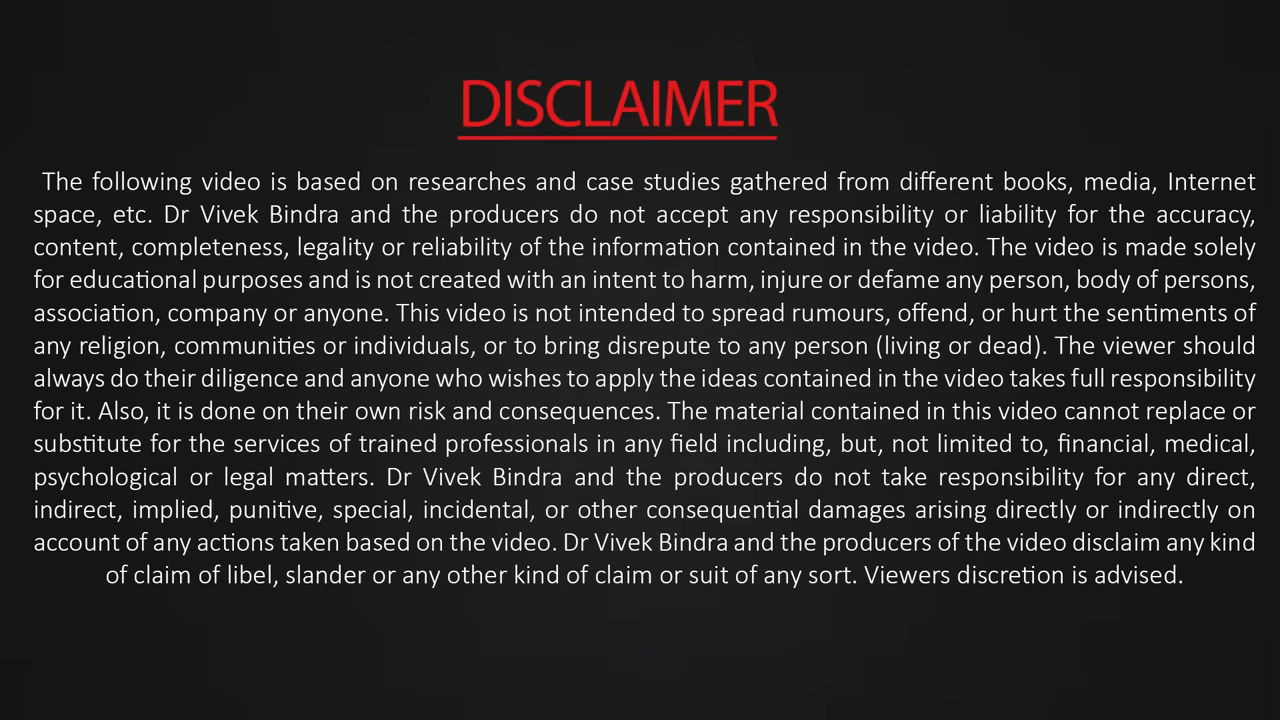 DISCLAIMER
The following video is based on researches and case studies gathered from different books, media, Internet
space, etc. Dr Vivek Bindra and the producers do not accept any responsibility or liability for the accuracy,
content, completeness, legality or reliability of the information contained in the video. The video is made solely
for educational purposes and is not created with an intent to harm, injure or defame any person, body of persons,
association, company or anyone. This video is not intended to spread rumours, offend, or hurt the sentiments of
any religion, communities or individuals, or to bring disrepute to any person (living or dead). The viewer should
always do their diligence and anyone who wishes to apply the ideas contained in the video takes full responsibility
for it. Also, it is done on their own risk and consequences. The material contained in this video cannot replace or
substitute for the services of trained professionals in any field including, but, not limited to, financial, medical,
psychological or legal matters. Dr Vivek Bindra and the producers do not take responsibility for any direct,
indirect, implied, punitive, special, incidental, or other consequential damages arising directly or indirectly on
account of any actions taken based on the video. Dr Vivek Bindra and the producers of the video disclaim any kind
of claim of libel, slander or any other kind of claim or suit of any sort. Viewers discretion is advised.